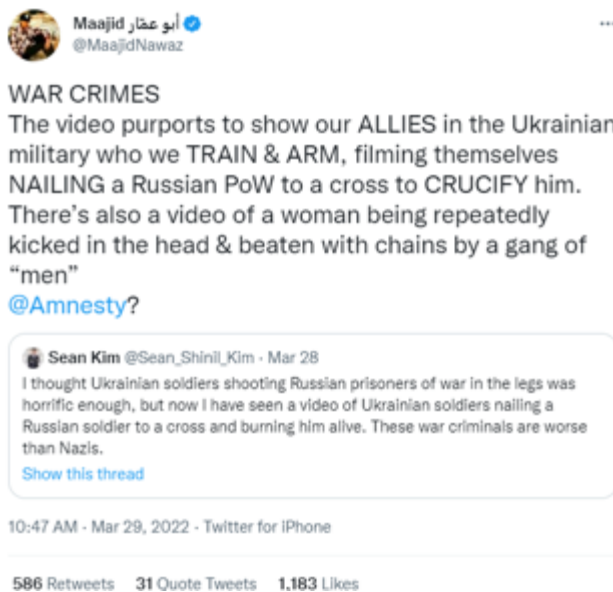 Maajid أبو عمّار
@MaajidNawaz
WAR CRIMES
The video purports to show our ALLIES in the Ukrainian
military who we TRAIN & ARM, filming themselves
NAILING a Russian PoW to a cross to CRUCIFY him.
There's also a video of a woman being repeatedly
kicked in the head & beaten with chains by a gang of
“men”
@Amnesty?
Sean Kim @Sean_Shinil_Kim · Mar 28
I thought Ukrainian soldiers shooting Russian prisoners of war in the legs was
horrific enough, but now I have seen a video of Ukrainian soldiers nailing a
Russian soldier to a cross and burning him alive. These war criminals are worse
than Nazis.
Show this thread
10:47 AM · Mar 29, 2022 · Twitter for iPhone
586 Retweets 31 Quote Tweets 1,183 Likes